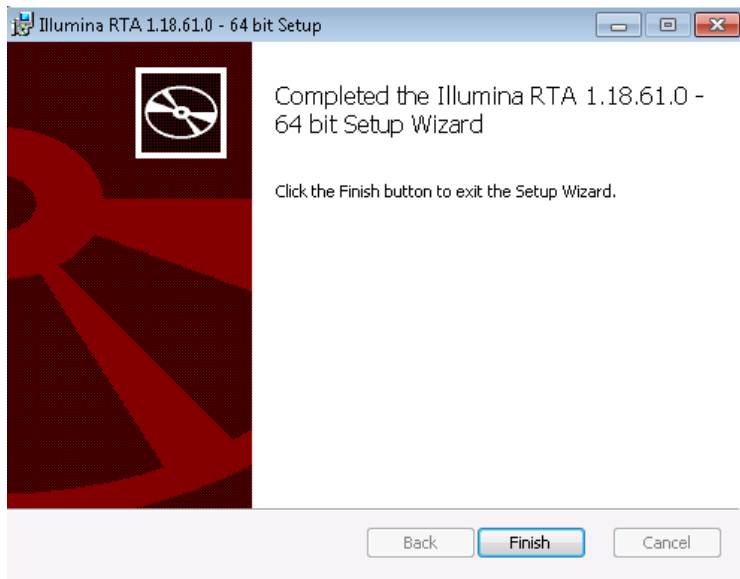 Illumina RTA 1.18.61.0 - 64 bit Setup
Completed the Illumina RTA 1.18.61.0 -
64 bit Setup Wizard
Click the Finish button to exit the Setup Wizard.
Back
Finish
Cancel